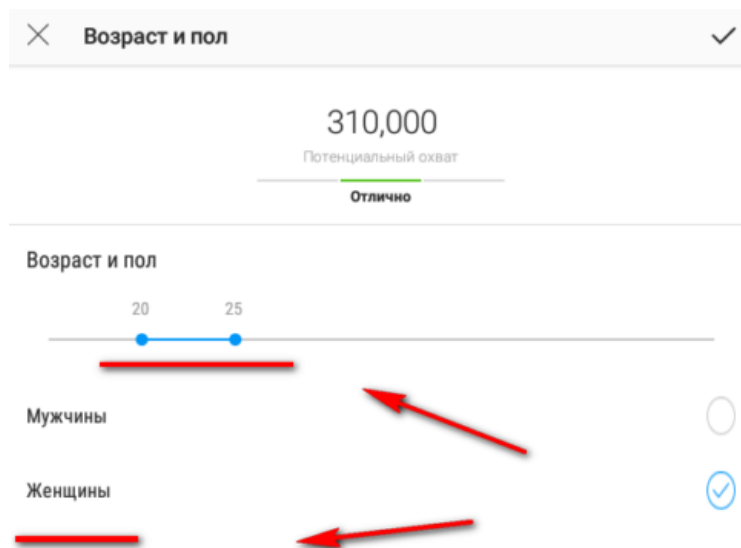 Возраст и пол
310,000
Потенциальный охват
Отлично
Возраст и пол
20 25
Мужчины
Женщины